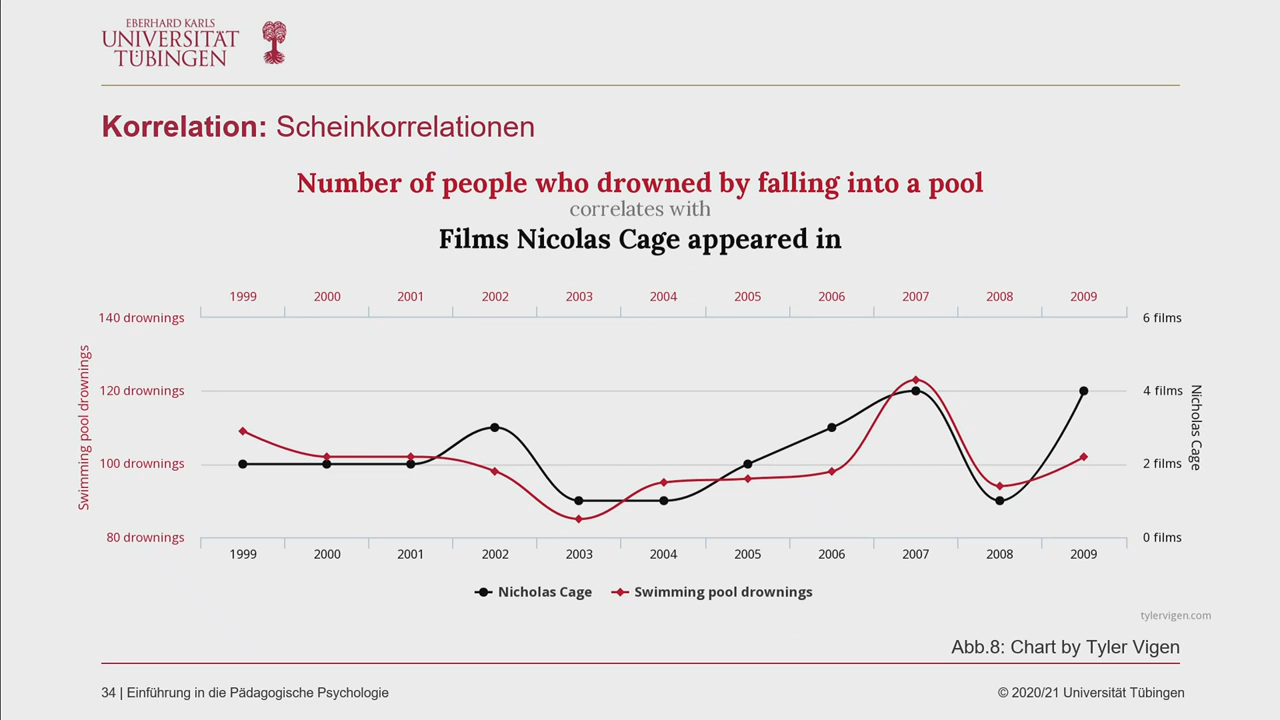 EBERHARD KARLS
UNIVERSITÄT
TÜBINGEN
Korrelation: Scheinkorrelationen
Number of people who drowned by falling into a pool
correlates with
Films Nicolas Cage appeared in
1999 2000 2001 2002 2003 2004 2005 2006 2007 2008 2009
140 drownings 6 films
120 drownings 4 films
100 drownings 2 films
80 drownings 0 films
Swimming pool drownings
Nicholas Cage
1999 2000 2001 2002 2003 2004 2005 2006 2007 2008 2009
Nicholas Cage Swimming pool drownings
tylervigen.com
Abb.8: Chart by Tyler Vigen
34 | Einführung in die Pädagogische Psychologie © 2020/21 Universität Tübingen